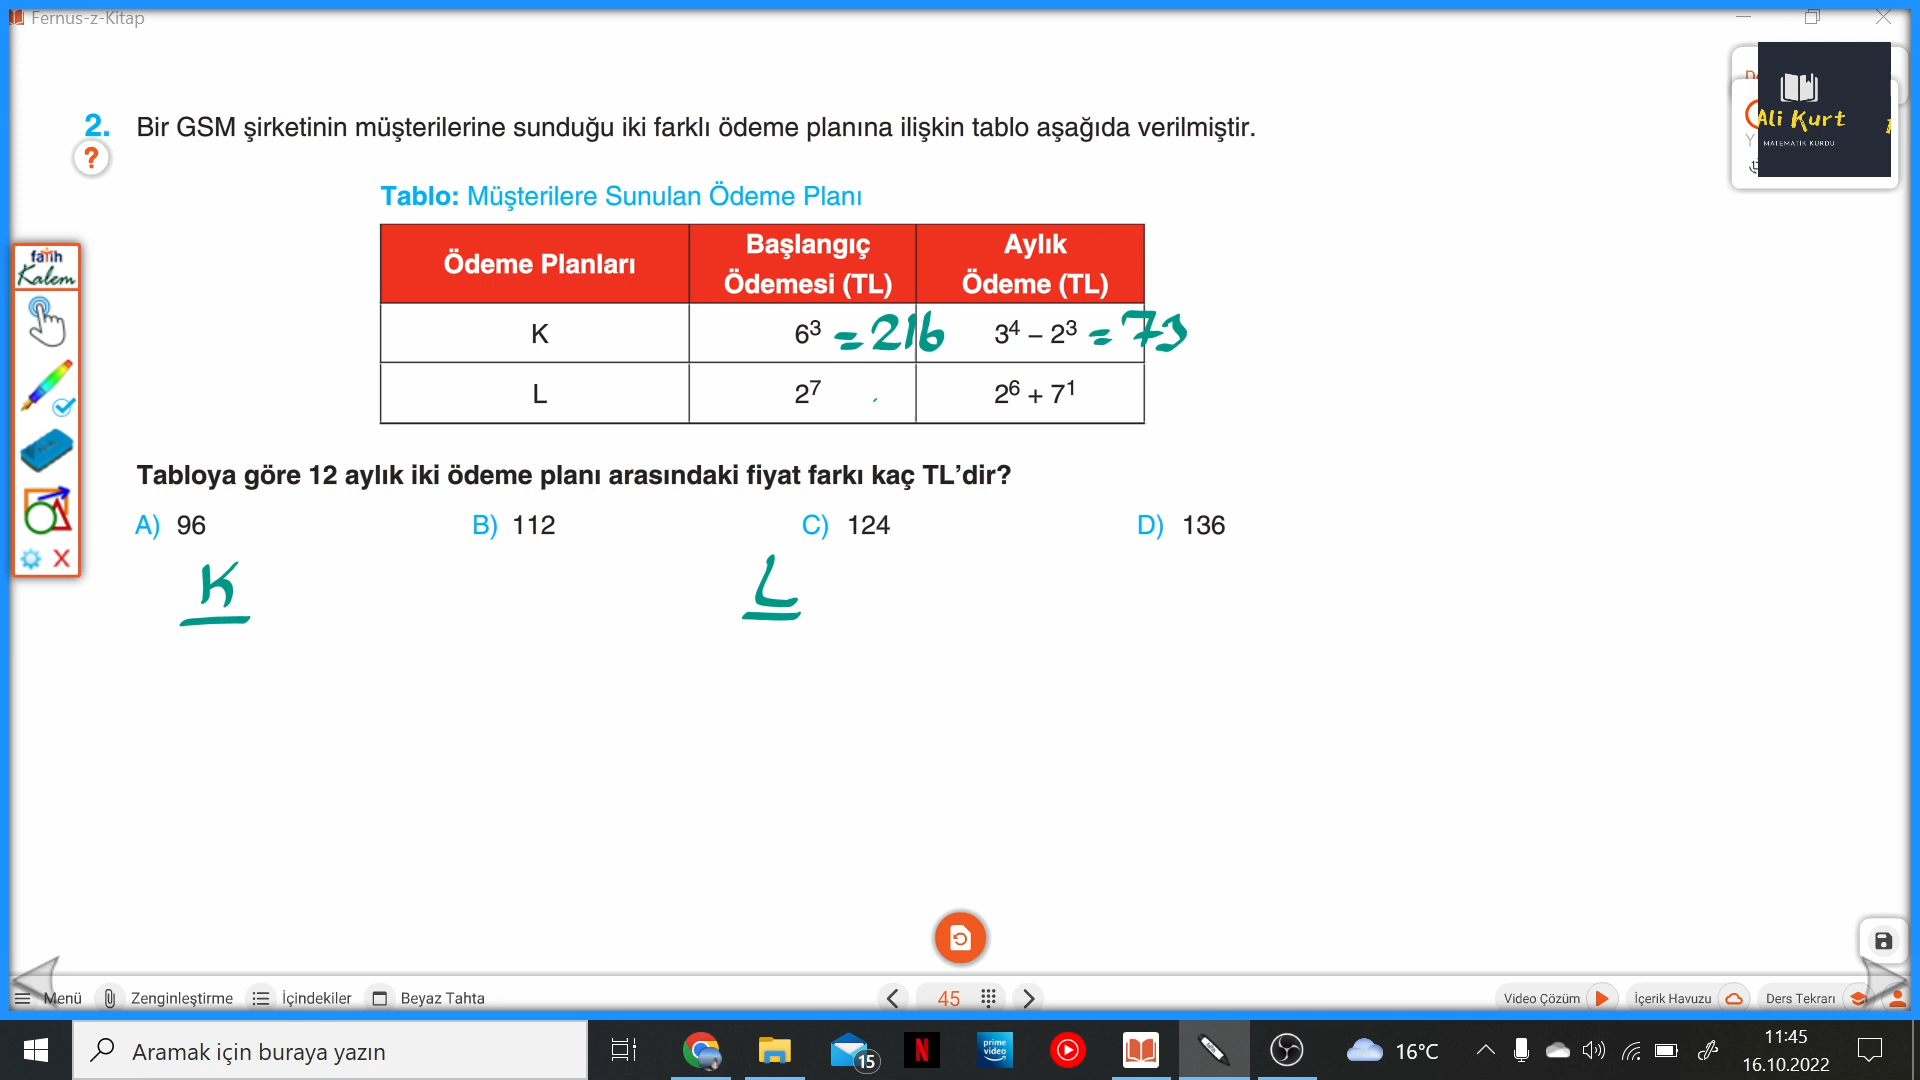 Fernus-z-Kitap
Ali Kurt
MATEMATİK KURDU
2. Bir GSM şirketinin müşterilerine sunduğu iki farklı ödeme planına ilişkin tablo aşağıda verilmiştir.
?
Tablo: Müşterilere Sunulan Ödeme Planı
Ödeme Planları
Başlangıç Ödemesi (TL)
Aylık Ödeme (TL)
K 6³ = 216 3⁴ – 2³ = 73
L 2⁷ 2⁶ + 7¹
Tabloya göre 12 aylık iki ödeme planı arasındaki fiyat farkı kaç TL’dir?
A) 96 B) 112 C) 124 D) 136
K L
fatih
Kalem
Menü Zenginleştirme İçindekiler Beyaz Tahta 45 Video Çözüm İçerik Havuzu Ders Tekrarı
Aramak için buraya yazın 15 N prime video 16°C 11:45
16.10.2022